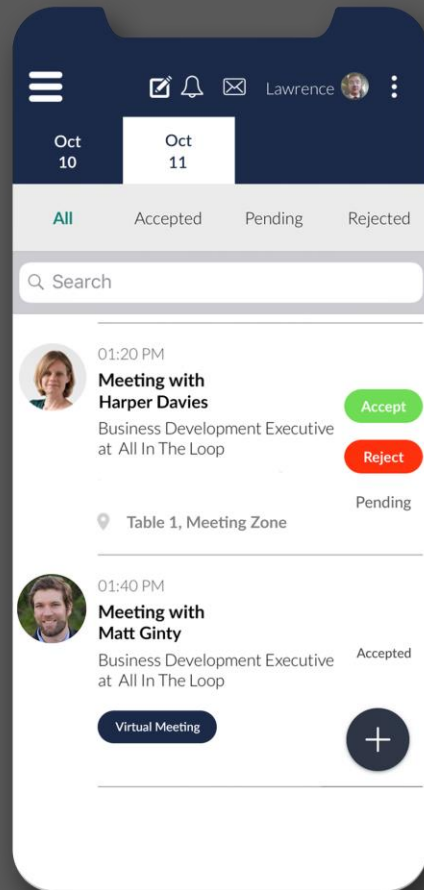 Lawrence
Oct
10
Oct
11
All
Accepted
Pending
Rejected
Search
01:20 PM
Meeting with
Harper Davies
Business Development Executive
at All In The Loop
Accept
Reject
Pending
Table 1, Meeting Zone
01:40 PM
Meeting with
Matt Ginty
Business Development Executive
at All In The Loop
Accepted
Virtual Meeting